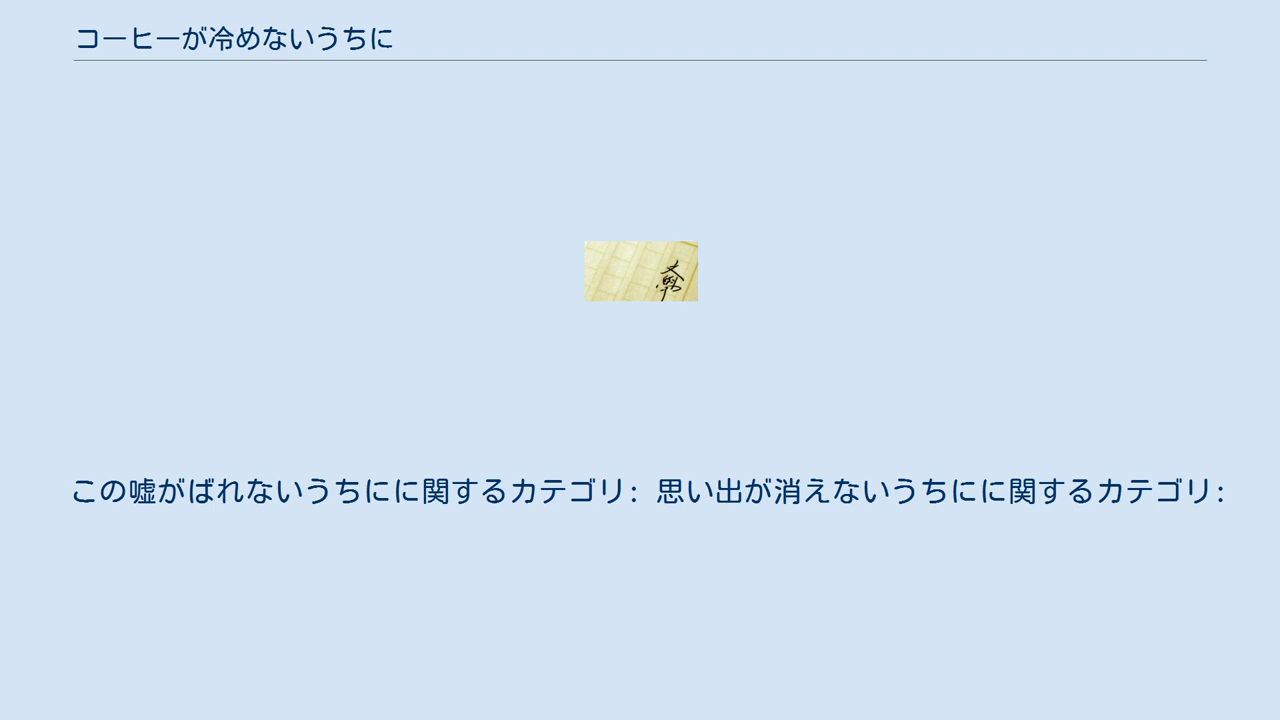 コーヒーが冷めないうちに
この嘘がばれないうちにに関するカテゴリ: 思い出が消えないうちにに関するカテゴリ: